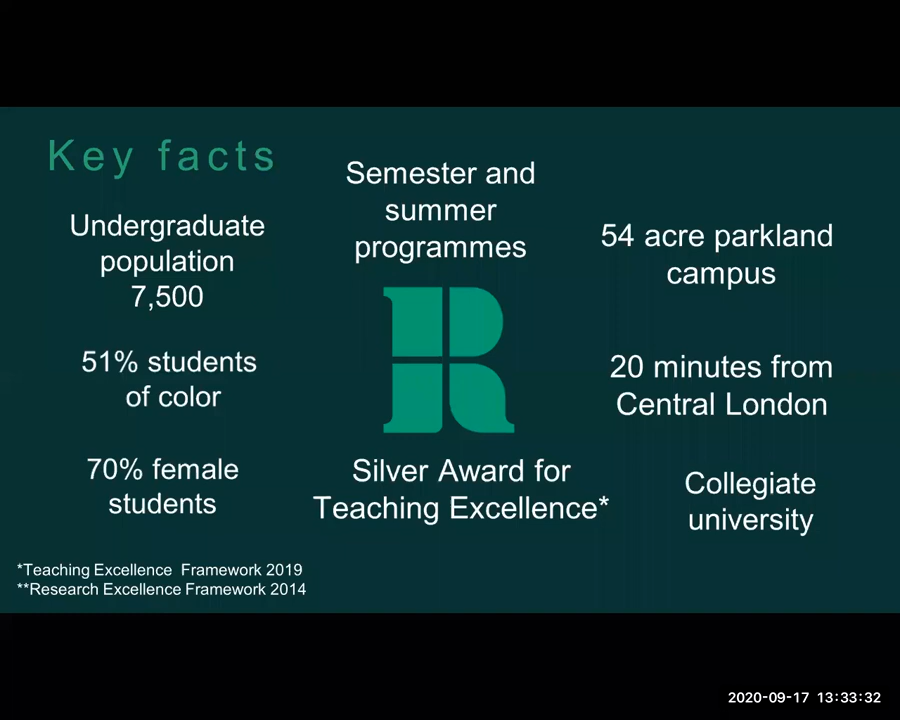 Key facts
Undergraduate
population
7,500
51% students
of color
70% female
students
Semester and
summer
programmes
R
Silver Award for
Teaching Excellence*
54 acre parkland
campus
20 minutes from
Central London
Collegiate
university
*Teaching Excellence Framework 2019
**Research Excellence Framework 2014
2020-09-17 13:33:32